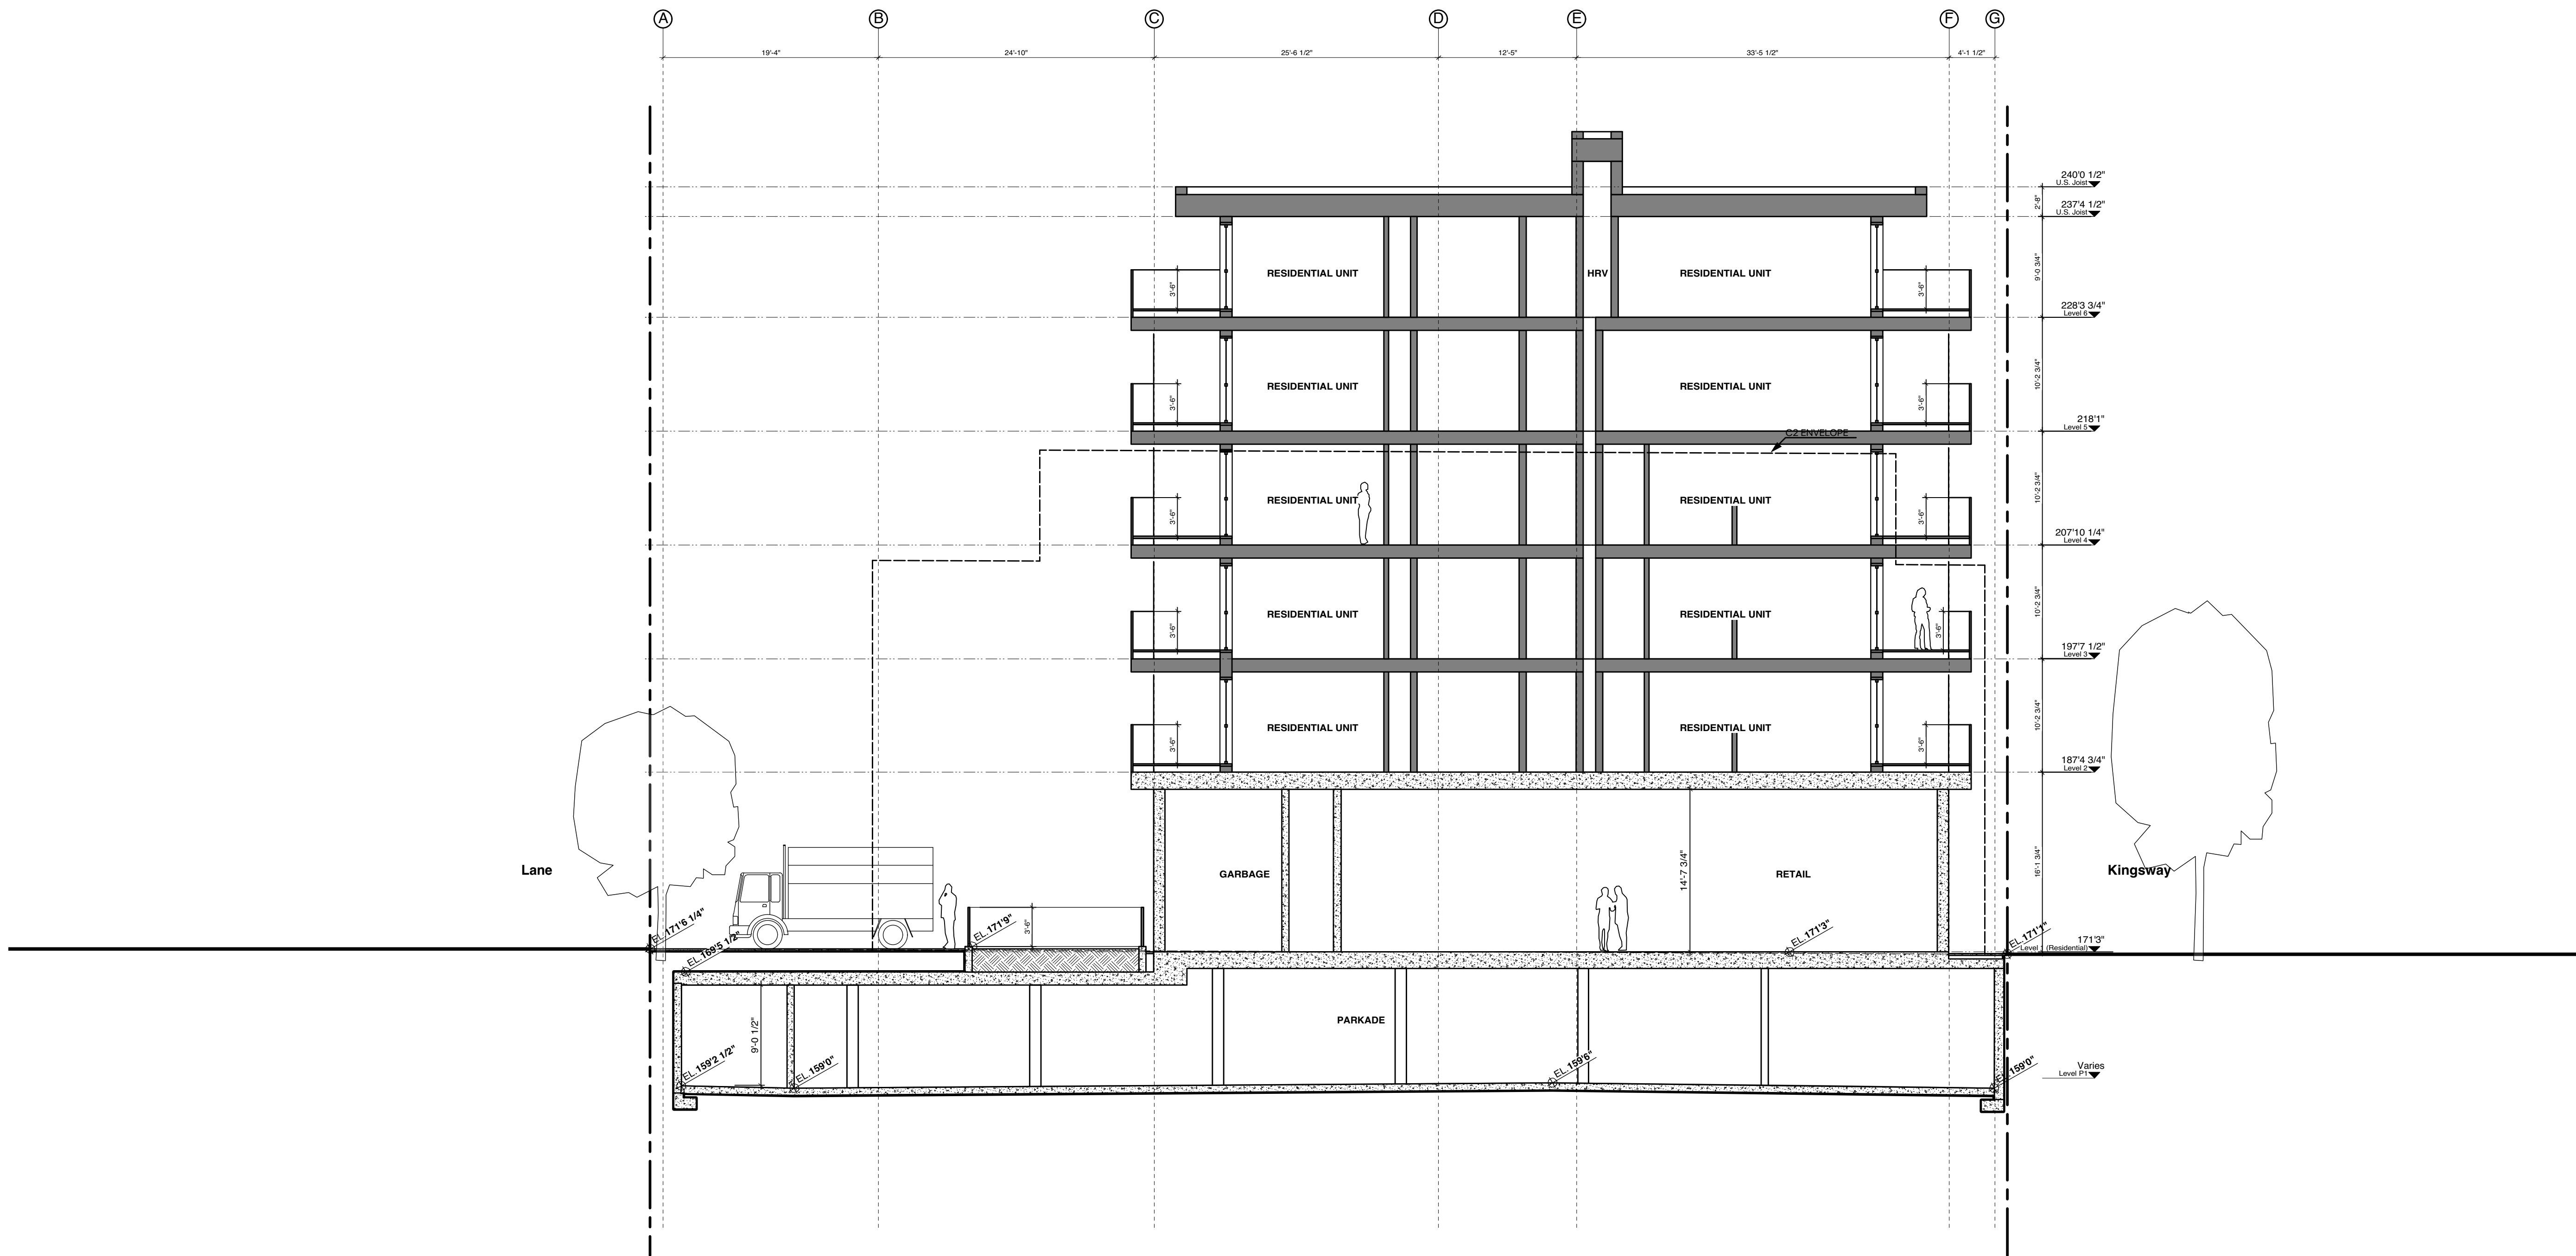 A B C D E F G
19'-4" 24'-10" 25'-6 1/2" 12'-5" 33'-5 1/2" 4'-1 1/2"
240'0 1/2"
U.S. Joist
2'-8"
237'4 1/2"
U.S. Joist
RESIDENTIAL UNIT HRV RESIDENTIAL UNIT
9'-0 3/4"
3'-6" 3'-6"
228'3 3/4"
Level 6
RESIDENTIAL UNIT RESIDENTIAL UNIT
10'-2 3/4"
3'-6" 3'-6"
218'1"
Level 5
C2 ENVELOPE
RESIDENTIAL UNIT RESIDENTIAL UNIT
10'-2 3/4"
3'-6" 3'-6"
207'10 1/4"
Level 4
RESIDENTIAL UNIT RESIDENTIAL UNIT
10'-2 3/4"
3'-6" 3'-6"
197'7 1/2"
Level 3
RESIDENTIAL UNIT RESIDENTIAL UNIT
10'-2 3/4"
3'-6" 3'-6"
187'4 3/4"
Level 2
Lane GARBAGE 14'-7 3/4" RETAIL 16'-1 3/4" Kingsway
EL. 171'6 1/4"
EL. 169'5 1/2"
EL. 171'9"
3'-6"
EL. 171'3"
EL. 171'1"
171'3"
Level 1 (Residential)
PARKADE
9'-0 1/2"
EL. 159'2 1/2"
EL. 159'0"
EL. 159'6"
EL. 159'0"
Varies
Level P1